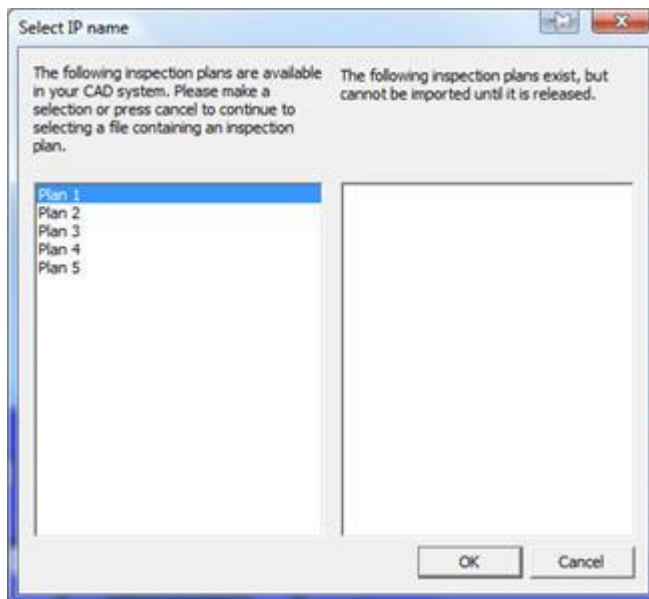 Select IP name
The following inspection plans are available
in your CAD system. Please make a
selection or press cancel to continue to
selecting a file containing an inspection
plan.
The following inspection plans exist, but
cannot be imported until it is released.
Plan 1
Plan 2
Plan 3
Plan 4
Plan 5
OK
Cancel